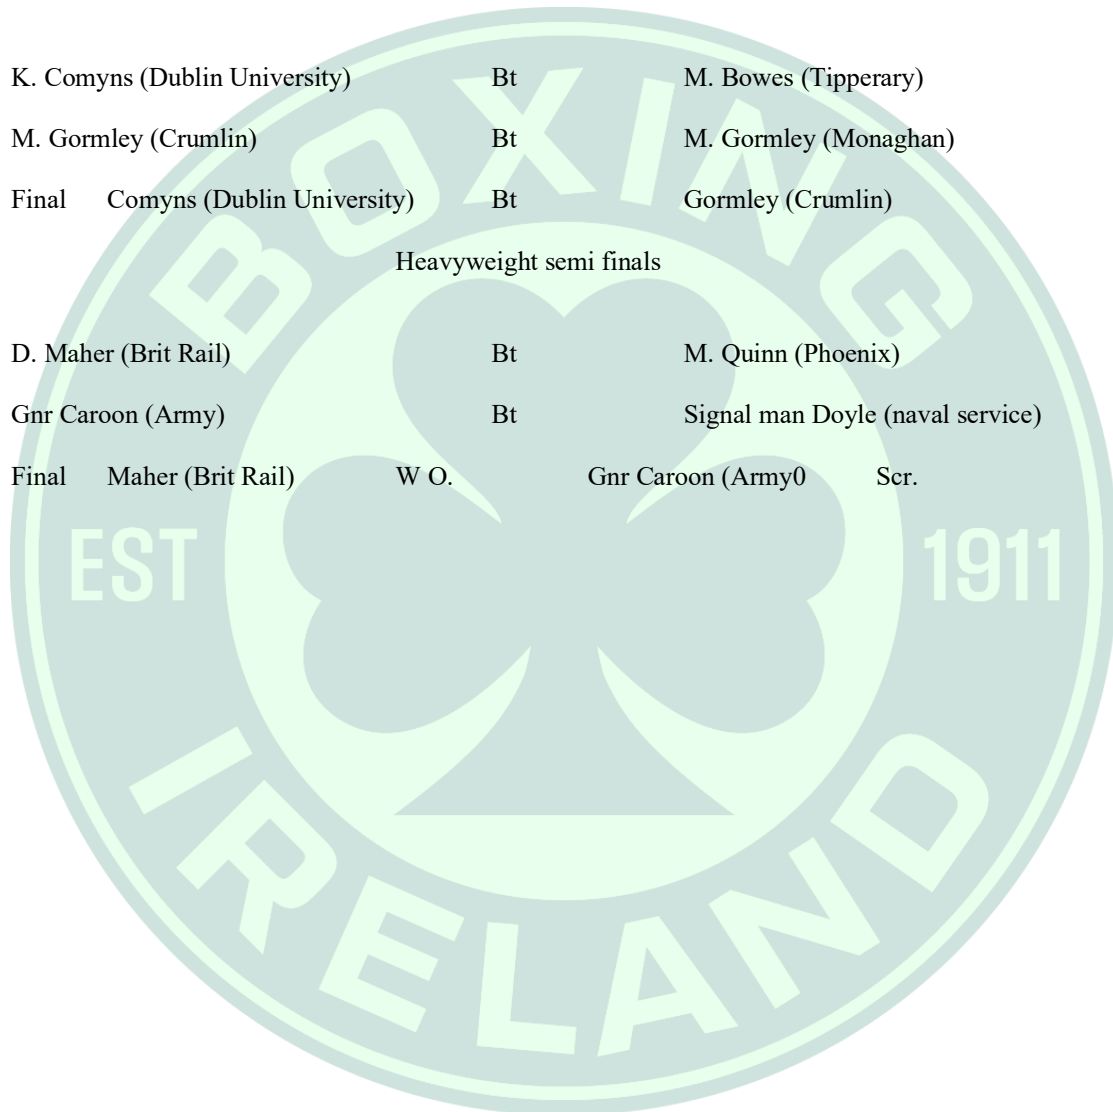 BOXING
K. Comyns (Dublin University) Bt M. Bowes (Tipperary)
M. Gormley (Crumlin) Bt M. Gormley (Monaghan)
Final Comyns (Dublin University) Bt Gormley (Crumlin)
Heavyweight semi finals
D. Maher (Brit Rail) Bt M. Quinn (Phoenix)
Gnr Caroon (Army) Bt Signal man Doyle (naval service)
Final Maher (Brit Rail) W O. Gnr Caroon (Army0 Scr.
EST 1911
IRELAND